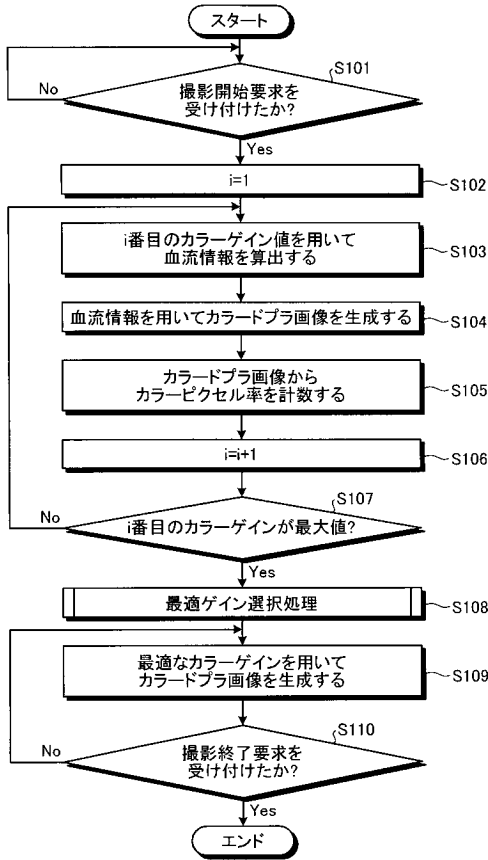 スタート
S101
No
撮影開始要求を
受け付けたか?
Yes
i=1
S102
i番目のカラーゲイン値を用いて
血流情報を算出する
S103
血流情報を用いてカラードプラ画像を生成する
S104
カラードプラ画像から
カラーピクセル率を計数する
S105
i=i+1
S106
S107
No
i番目のカラーゲインが最大値?
Yes
最適ゲイン選択処理
S108
最適なカラーゲインを用いて
カラードプラ画像を生成する
S109
S110
No
撮影終了要求を
受け付けたか?
Yes
エンド